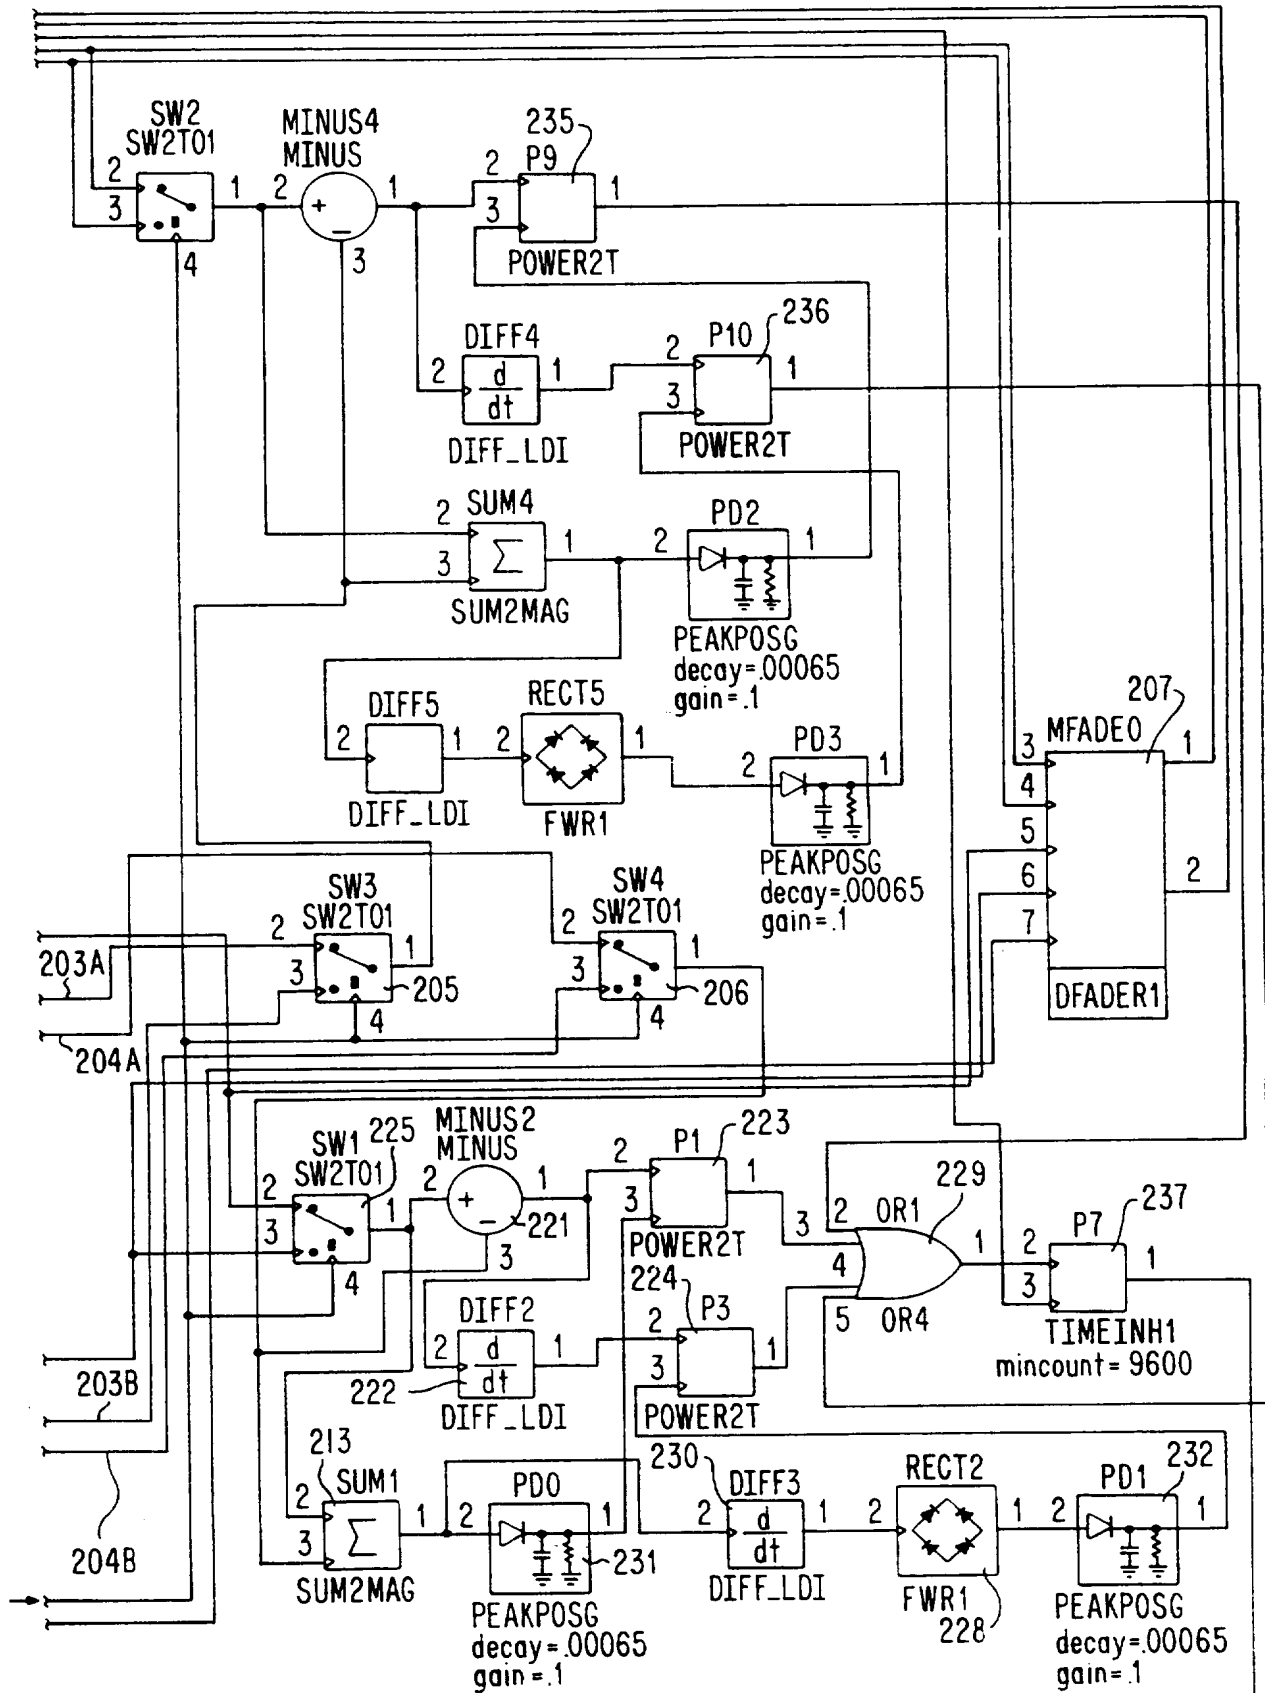 SW2
SW2TO1
2
3
1
4
MINUS4
MINUS
2
+
−
1
3
235
P9
2
3
1
POWER2T
DIFF4
2
d
dt
1
DIFF_LDI
236
P10
2
3
1
POWER2T
SUM4
2
3
Σ
1
SUM2MAG
PD2
2
1
PEAKPOSG
decay=.00065
gain=.1
DIFF5
2
1
DIFF_LDI
RECT5
2
1
FWR1
PD3
2
1
PEAKPOSG
decay=.00065
gain=.1
207
MFADE0
3
4
5
6
7
1
2
DFADER1
203A
204A
SW3
SW2TO1
2
3
1
205
4
SW4
SW2TO1
2
3
1
206
4
SW1
SW2TO1
225
2
3
1
4
MINUS2
MINUS
2
+
−
1
221
3
223
P1
2
3
1
POWER2T
224
P3
2
3
1
POWER2T
229
OR1
2
3
4
5
1
OR4
237
P7
2
3
1
TIMEINH1
mincount=9600
DIFF2
2
d
dt
1
222
DIFF_LDI
203B
204B
213
SUM1
2
3
Σ
1
SUM2MAG
PD0
2
1
231
PEAKPOSG
decay=.00065
gain=.1
230
DIFF3
2
d
dt
1
DIFF_LDI
RECT2
2
1
FWR1
228
232
PD1
2
1
PEAKPOSG
decay=.00065
gain=.1